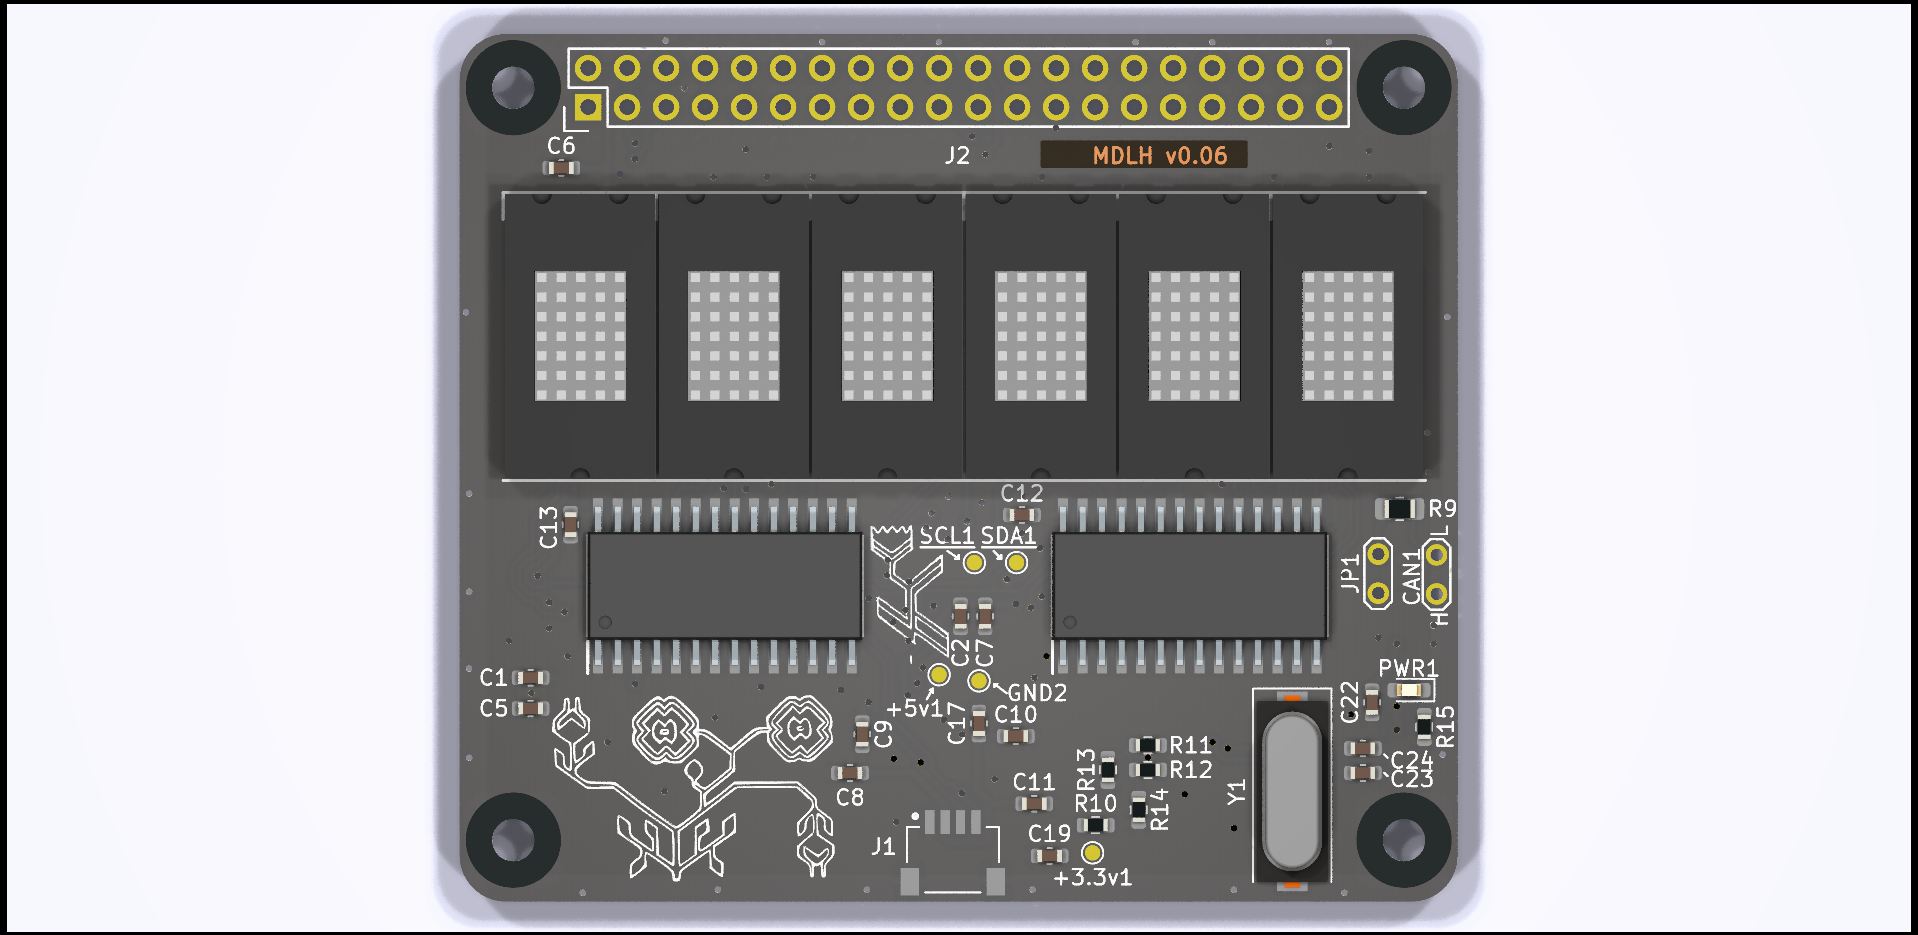 C6
J2
MDLH v0.06
C12
C13
R9
SCL1
SDA1
L
JP1
CAN1
H
C2
C7
C1
C5
+5v1
GND2
PWR1
C22
R15
C17
C10
C9
C8
R11
R12
R13
R10
R14
C11
C24
C23
Y1
J1
C19
+3.3v1